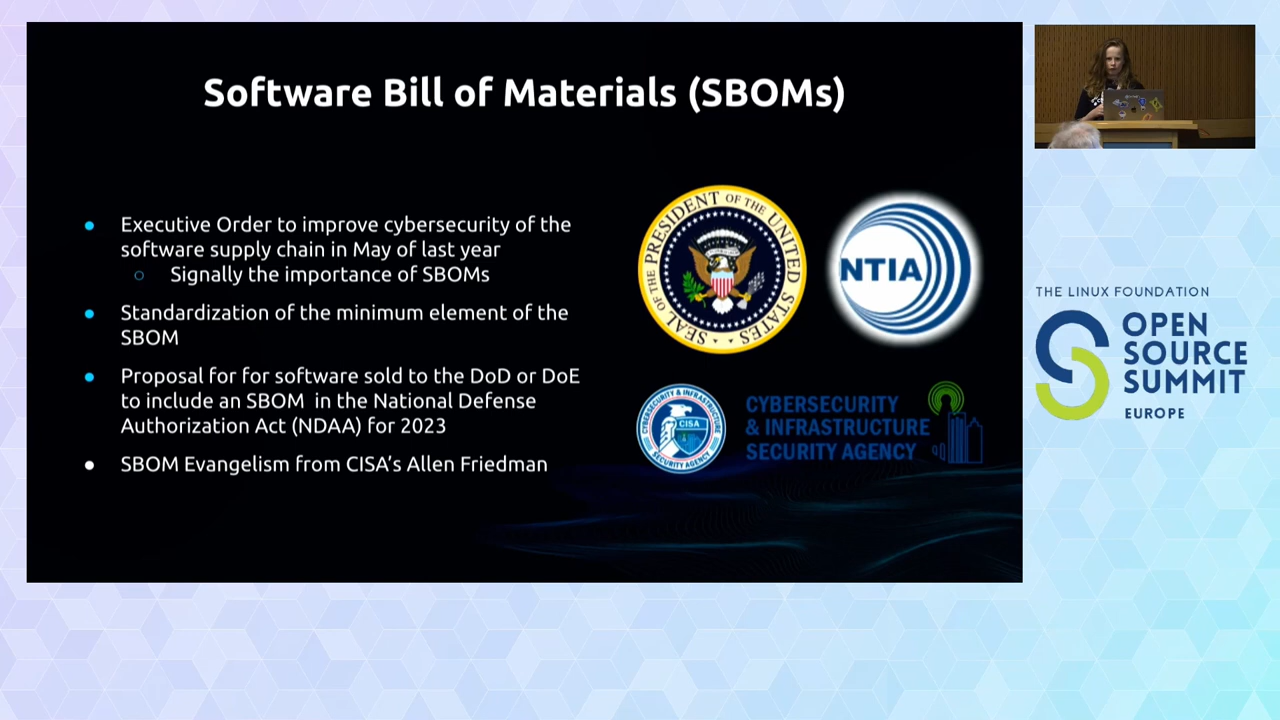 Software Bill of Materials (SBOMs)
Executive Order to improve cybersecurity of the
software supply chain in May of last year
Signally the importance of SBOMs
Standardization of the minimum element of the
SBOM
Proposal for for software sold to the DoD or DoE
to include an SBOM in the National Defense
Authorization Act (NDAA) for 2023
SBOM Evangelism from CISA's Allen Friedman
SEAL OF THE PRESIDENT OF THE UNITED STATES
NTIA
CYBERSECURITY & INFRASTRUCTURE
CISA
SECURITY AGENCY
CYBERSECURITY
& INFRASTRUCTURE
SECURITY AGENCY
THE LINUX FOUNDATION
OPEN
SOURCE
SUMMIT
EUROPE